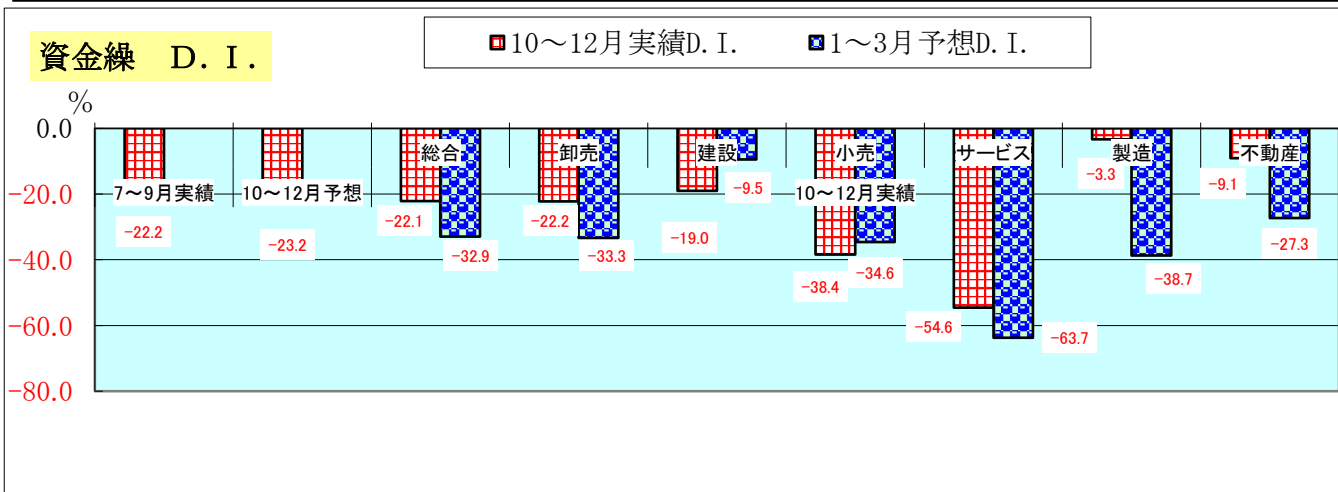 資金繰　D.I.
10～12月実績D.I.
1～3月予想D.I.
%
0.0
-20.0
-40.0
-60.0
-80.0
7～9月実績
10～12月予想
総合
卸売
建設
小売
10～12月実績
サービス
製造
不動産
-22.2
-23.2
-22.1
-32.9
-22.2
-33.3
-19.0
-9.5
-38.4
-34.6
-54.6
-63.7
-3.3
-38.7
-9.1
-27.3